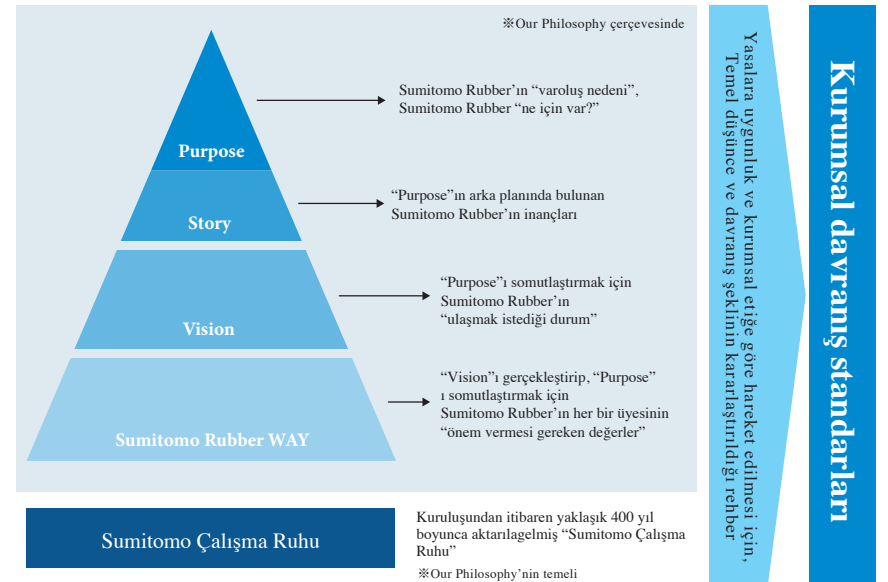 ※Our Philosophy çerçevesinde
Purpose
Sumitomo Rubber’ın “varoluş nedeni”,
Sumitomo Rubber “ne için var?”
Story
“Purpose”ın arka planında bulunan
Sumitomo Rubber’ın inançları
Vision
“Purpose”ı somutlaştırmak için
Sumitomo Rubber’ın
“ulaşmak istediği durum”
Sumitomo Rubber WAY
“Vision”ı gerçekleştirip, “Purpose”
ı somutlaştırmak için
Sumitomo Rubber’ın her bir üyesinin
“önem vermesi gereken değerler”
Sumitomo Çalışma Ruhu
Kuruluşundan itibaren yaklaşık 400 yıl
boyunca aktarılagelmiş “Sumitomo Çalışma
Ruhu”
※Our Philosophy’nin temeli
Yasalara uygunluk ve kurumsal etiğe göre hareket edilmesi için,
Temel düşünce ve davranış şeklinin kararlaştırıldığı rehber
Kurumsal davranış standarları